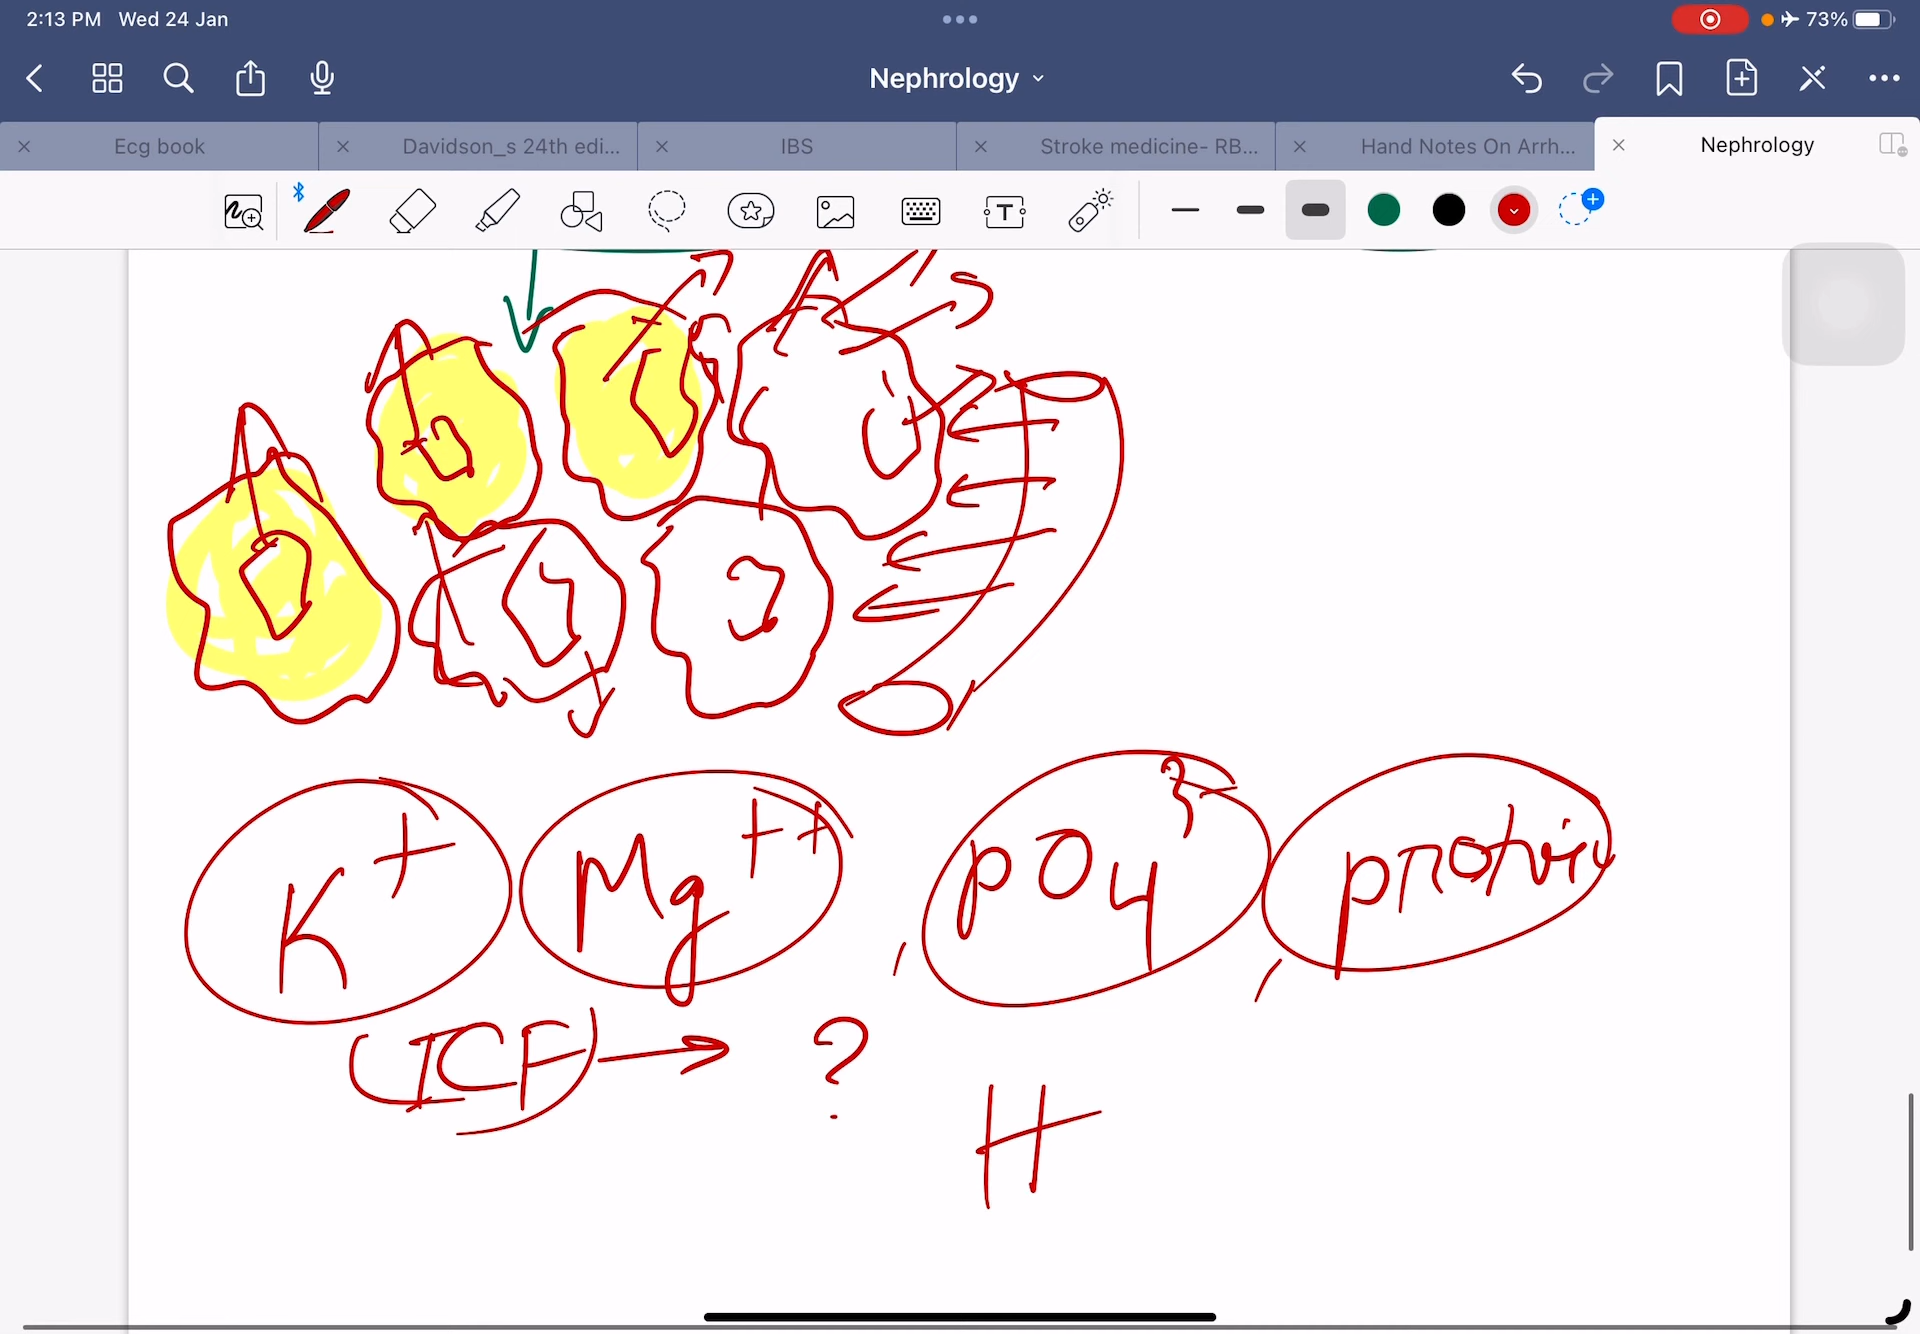 2:13 PM Wed 24 Jan
73%
Nephrology
Ecg book
Davidson_s 24th edi...
IBS
Stroke medicine- RB...
Hand Notes On Arrh...
Nephrology
T
K+ Mg++, PO4 3-, protein
(ICF) → ?
H